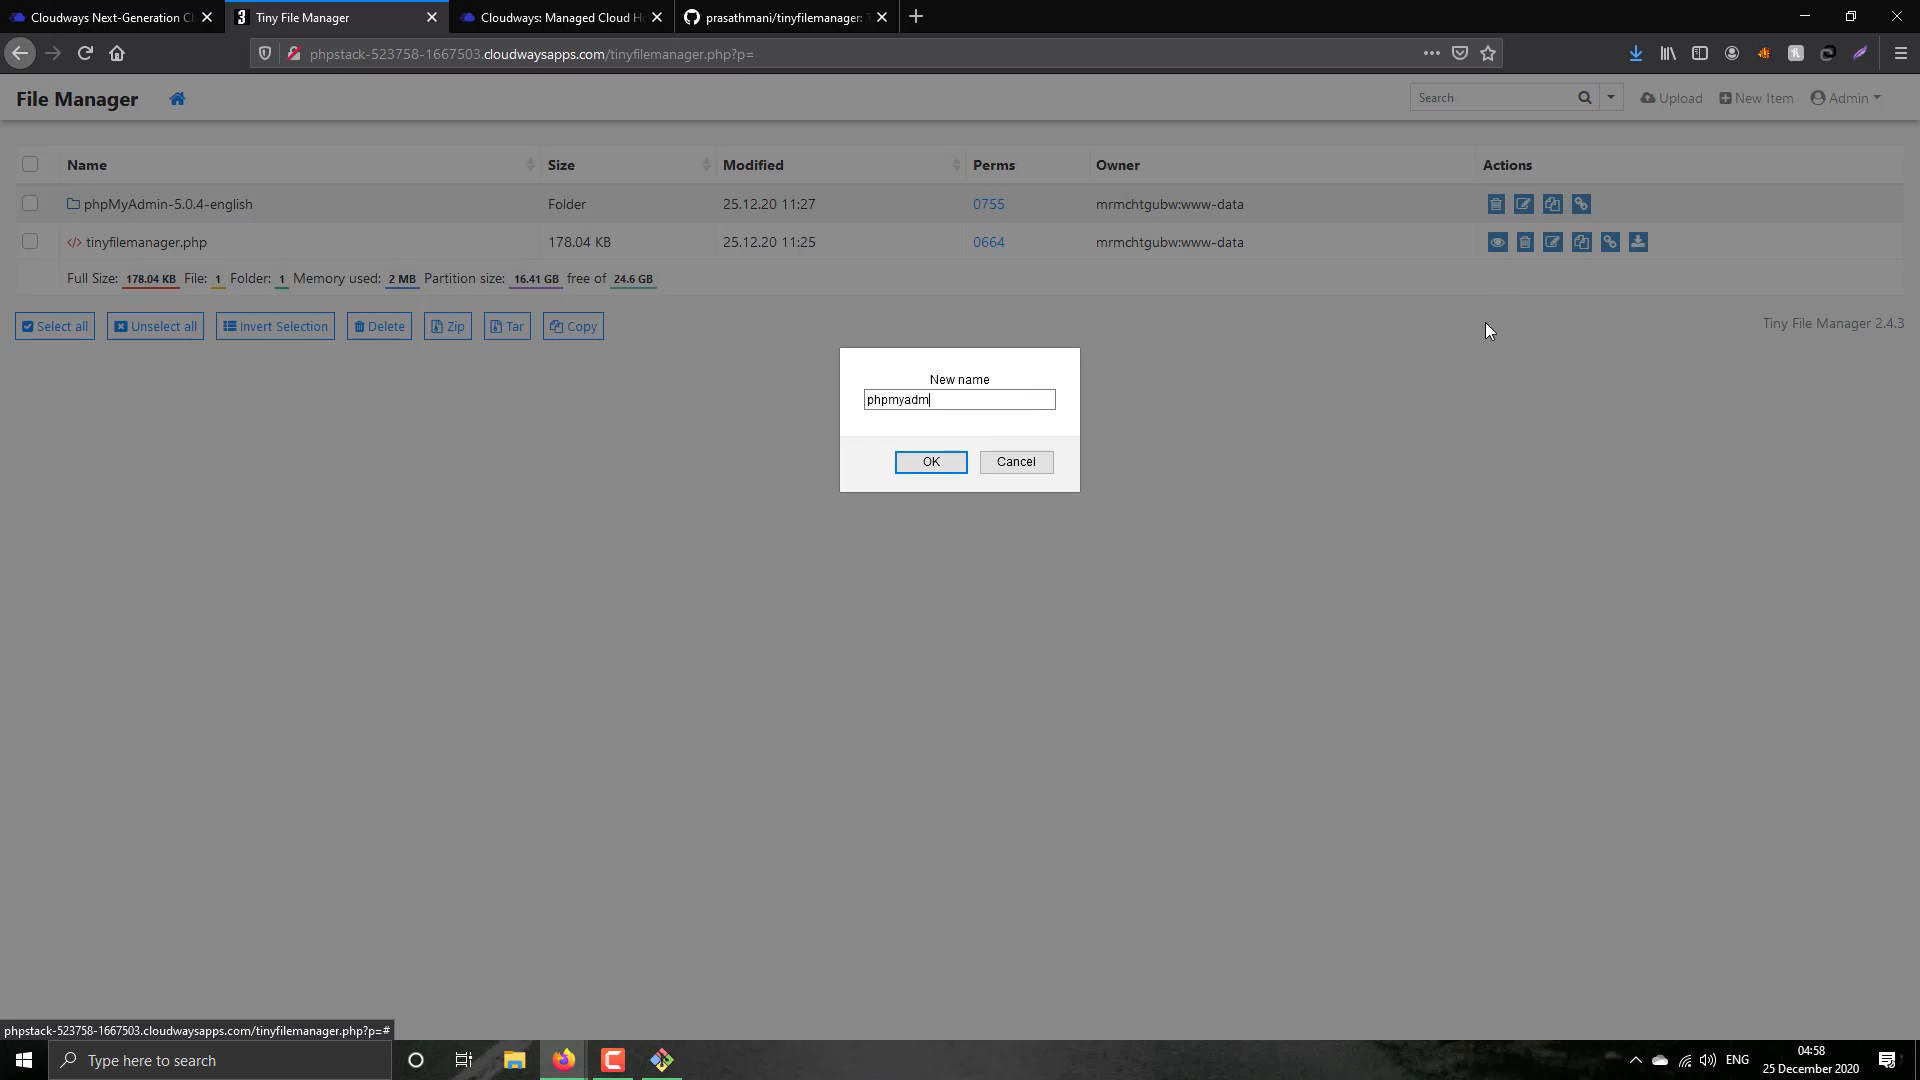 Cloudways Next-Generation Cl
Tiny File Manager
Cloudways: Managed Cloud Ho
prasathmani/tinyfilemanager: T
phpstack-523758-1667503.cloudwaysapps.com/tinyfilemanager.php?p=
File Manager
Search
Upload
New Item
Admin
Name Size Modified Perms Owner Actions
phpMyAdmin-5.0.4-english Folder 25.12.20 11:27 0755 mrmchtgubw:www-data
</> tinyfilemanager.php 178.04 KB 25.12.20 11:25 0664 mrmchtgubw:www-data
Full Size: 178.04 KB File: 1 Folder: 1 Memory used: 2 MB Partition size: 16.41 GB free of 24.6 GB
Select all Unselect all Invert Selection Delete Zip Tar Copy
Tiny File Manager 2.4.3
New name
phpmyadm
OK Cancel
phpstack-523758-1667503.cloudwaysapps.com/tinyfilemanager.php?p=#
Type here to search
ENG
04:58
25 December 2020